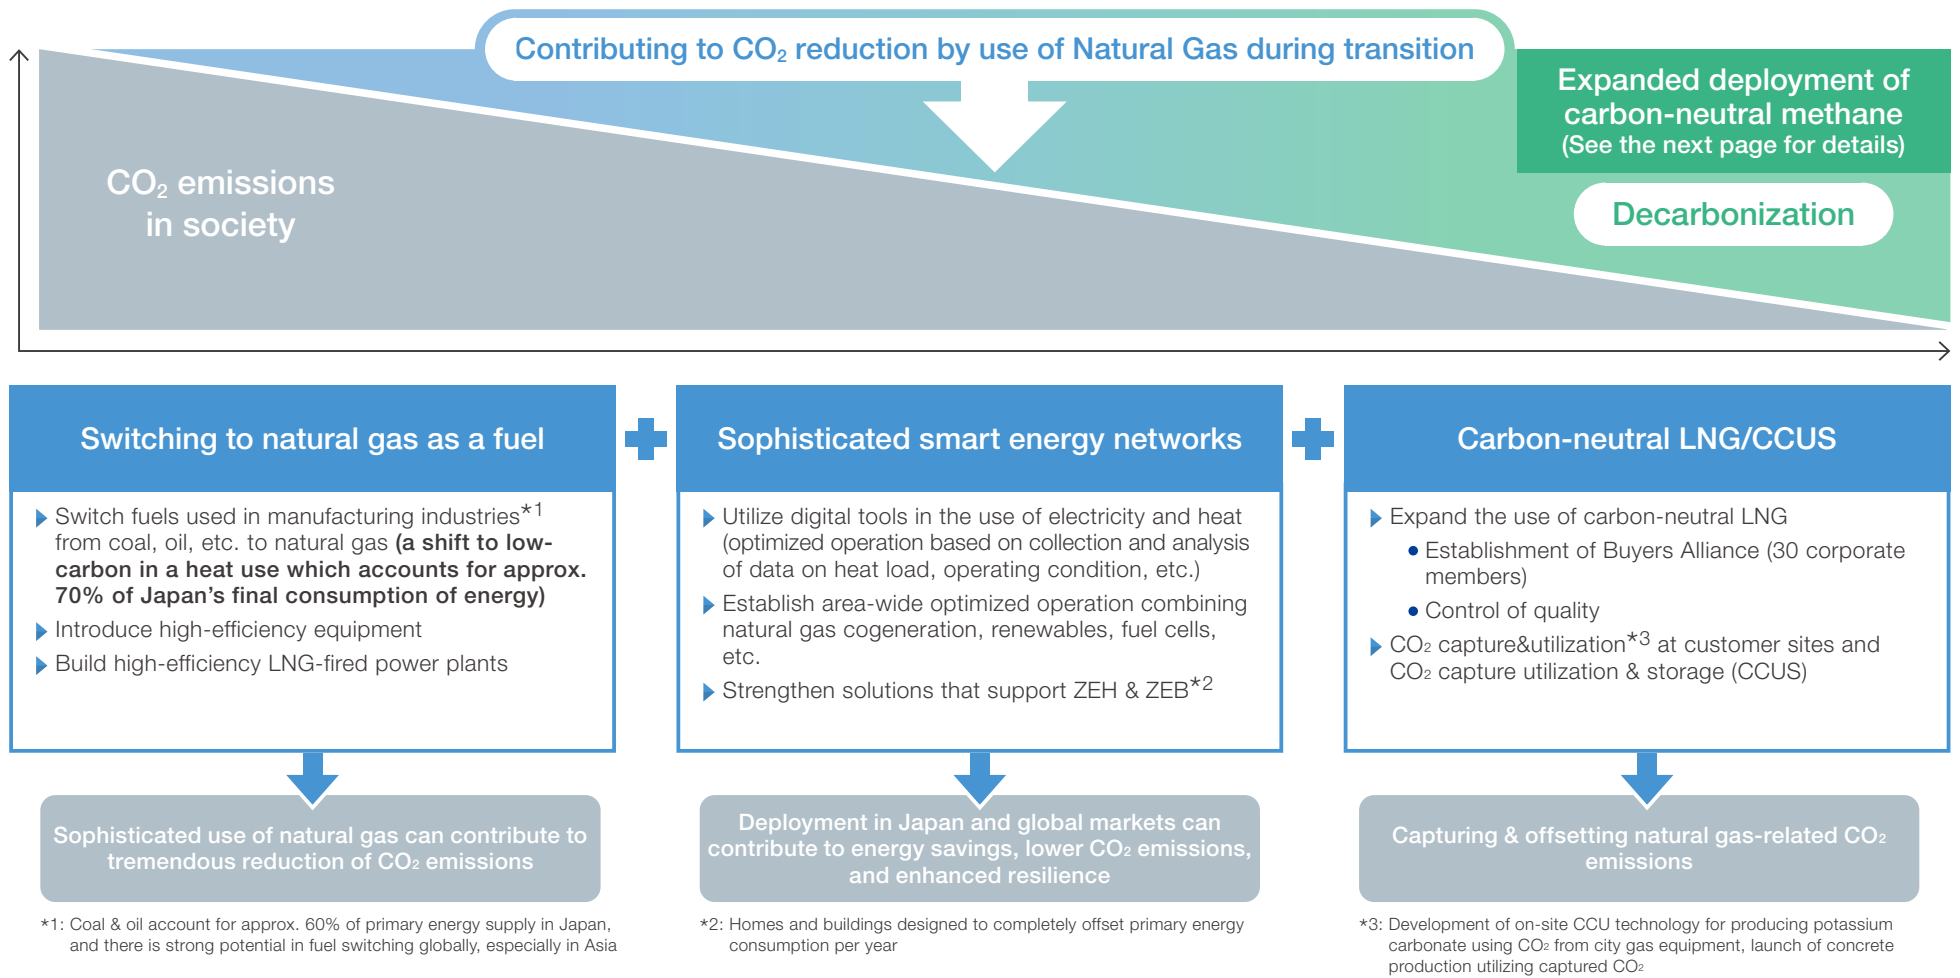 Contributing to CO₂ reduction by use of Natural Gas during transition
Expanded deployment of
carbon-neutral methane
(See the next page for details)
CO₂ emissions
in society
Decarbonization
Switching to natural gas as a fuel
Switch fuels used in manufacturing industries*1
from coal, oil, etc. to natural gas (a shift to low-
carbon in a heat use which accounts for approx.
70% of Japan’s final consumption of energy)
Introduce high-efficiency equipment
Build high-efficiency LNG-fired power plants
Sophisticated use of natural gas can contribute to
tremendous reduction of CO₂ emissions
*1: Coal & oil account for approx. 60% of primary energy supply in Japan,
and there is strong potential in fuel switching globally, especially in Asia
Sophisticated smart energy networks
Utilize digital tools in the use of electricity and heat
(optimized operation based on collection and analysis
of data on heat load, operating condition, etc.)
Establish area-wide optimized operation combining
natural gas cogeneration, renewables, fuel cells,
etc.
Strengthen solutions that support ZEH & ZEB*2
Deployment in Japan and global markets can
contribute to energy savings, lower CO₂ emissions,
and enhanced resilience
*2: Homes and buildings designed to completely offset primary energy
consumption per year
Carbon-neutral LNG/CCUS
Expand the use of carbon-neutral LNG
• Establishment of Buyers Alliance (30 corporate
members)
• Control of quality
CO₂ capture&utilization*3 at customer sites and
CO₂ capture utilization & storage (CCUS)
Capturing & offsetting natural gas-related CO₂
emissions
*3: Development of on-site CCU technology for producing potassium
carbonate using CO₂ from city gas equipment, launch of concrete
production utilizing captured CO₂